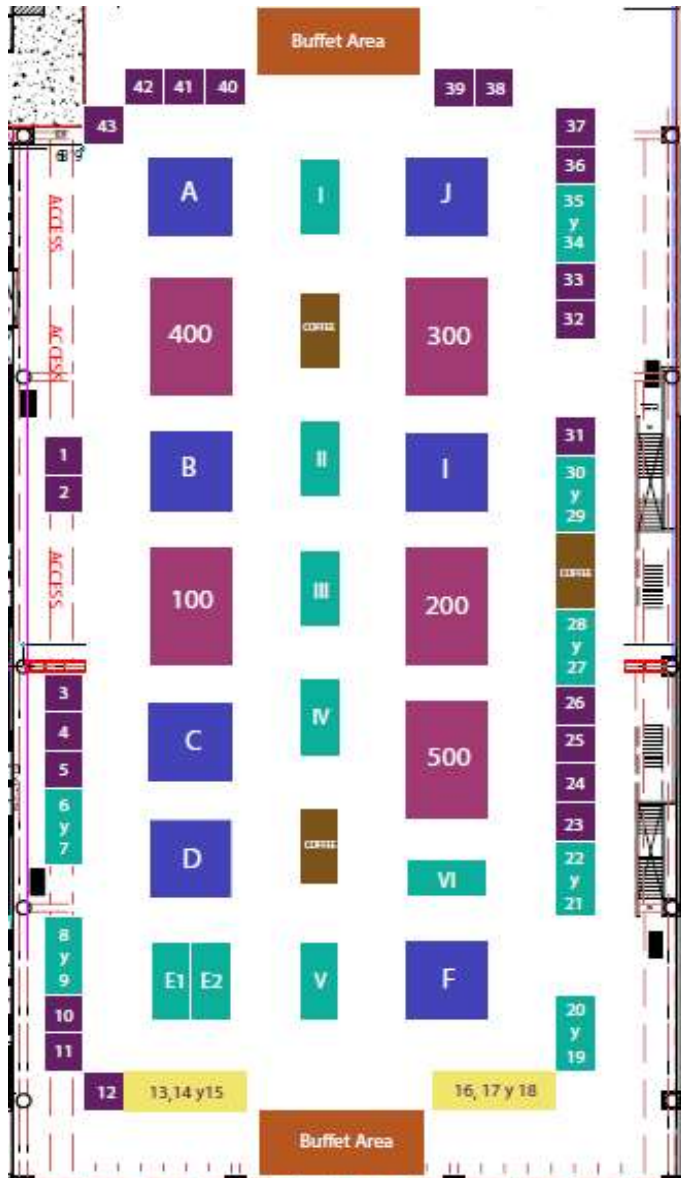 Buffet Area
42 41 40
39 38
43
37
36
A
I
J
35
y
34
ACCESS
33
32
400
COFFEE
300
ACCESS
31
1
2
B
II
I
30
y
29
ACCESS
100
III
200
COFFEE
28
y
27
3
4
5
C
IV
500
26
25
24
23
6
y
7
D
COFFEE
VI
22
y
21
8
y
9
E1 E2
V
F
10
11
20
y
19
12
13,14 y15
16, 17 y 18
Buffet Area